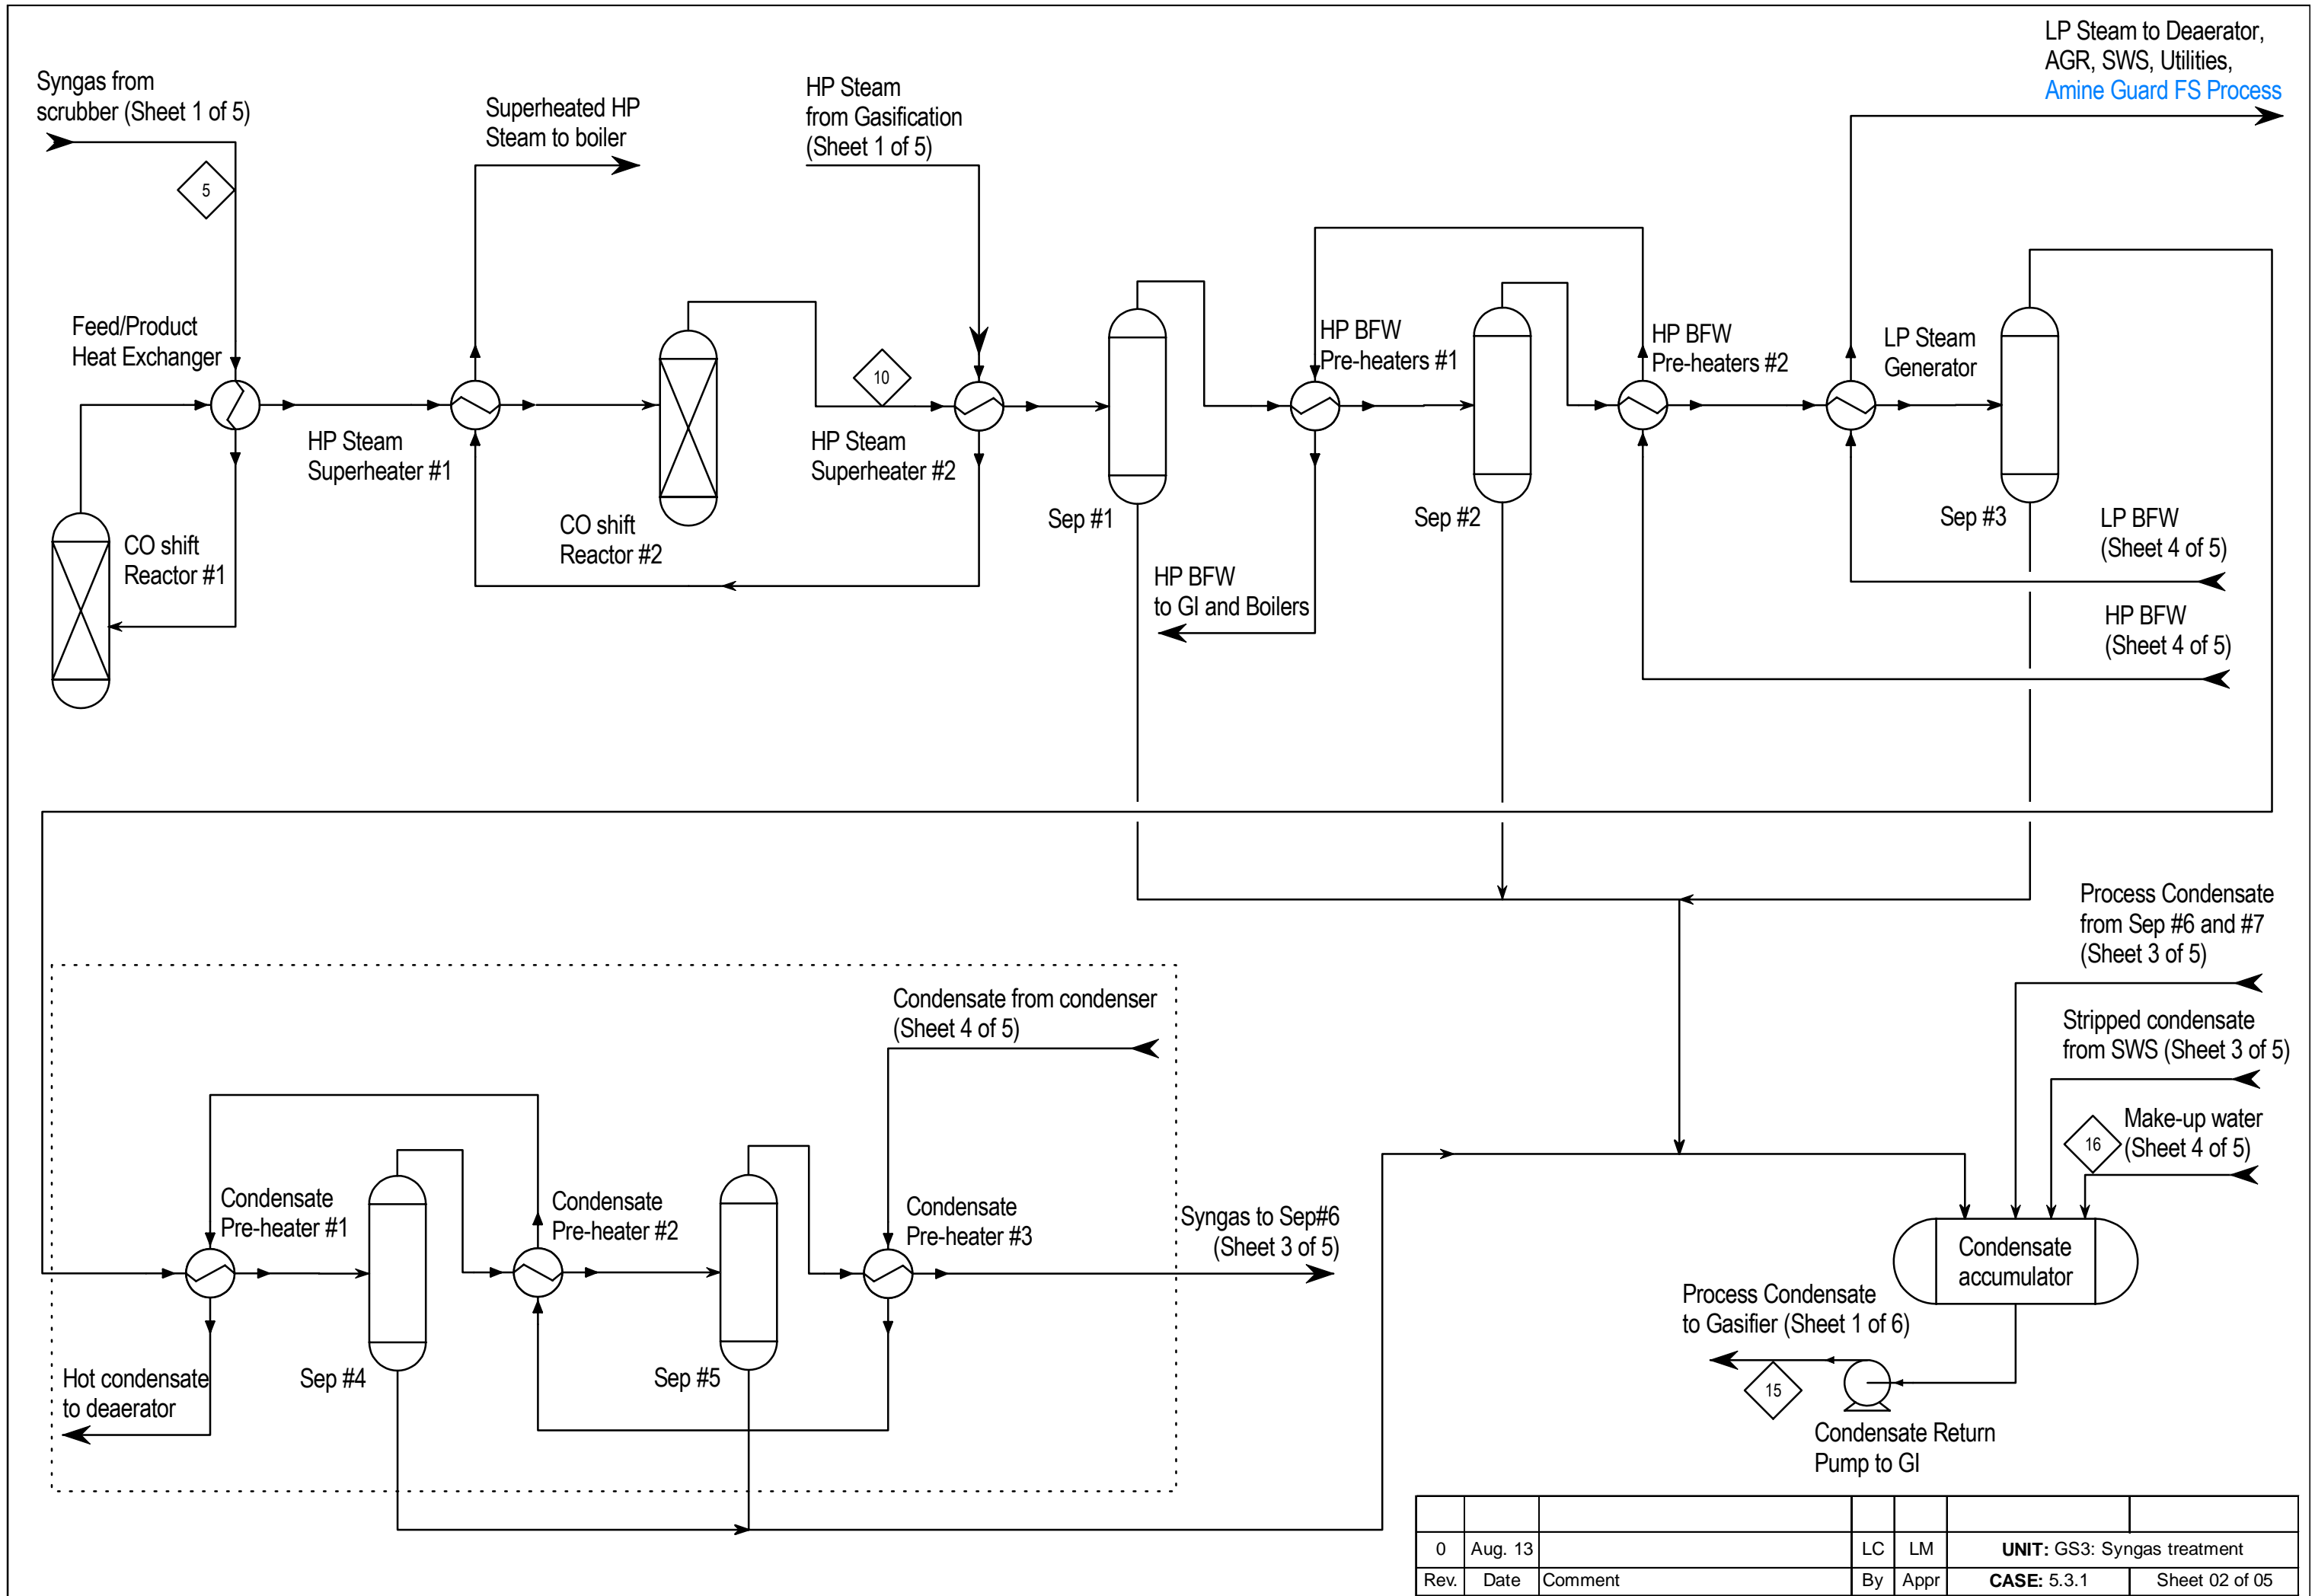 LP Steam to Deaerator,
AGR, SWS, Utilities,
Amine Guard FS Process
Syngas from
scrubber (Sheet 1 of 5)
Superheated HP
Steam to boiler
HP Steam
from Gasification
(Sheet 1 of 5)
5
Feed/Product
Heat Exchanger
HP BFW
Pre-heaters #1
HP BFW
Pre-heaters #2
LP Steam
Generator
10
HP Steam
Superheater #1
HP Steam
Superheater #2
CO shift
Reactor #1
CO shift
Reactor #2
Sep #1
Sep #2
Sep #3
LP BFW
(Sheet 4 of 5)
HP BFW
to GI and Boilers
HP BFW
(Sheet 4 of 5)
Process Condensate
from Sep #6 and #7
(Sheet 3 of 5)
Condensate from condenser
(Sheet 4 of 5)
Stripped condensate
from SWS (Sheet 3 of 5)
Make-up water
(Sheet 4 of 5)
16
Condensate
Pre-heater #1
Condensate
Pre-heater #2
Condensate
Pre-heater #3
Syngas to Sep#6
(Sheet 3 of 5)
Condensate
accumulator
Process Condensate
to Gasifier (Sheet 1 of 6)
Hot condensate
to deaerator
Sep #4
Sep #5
15
Condensate Return
Pump to GI
0 Aug. 13 LC LM UNIT: GS3: Syngas treatment
Rev. Date Comment By Appr CASE: 5.3.1 Sheet 02 of 05